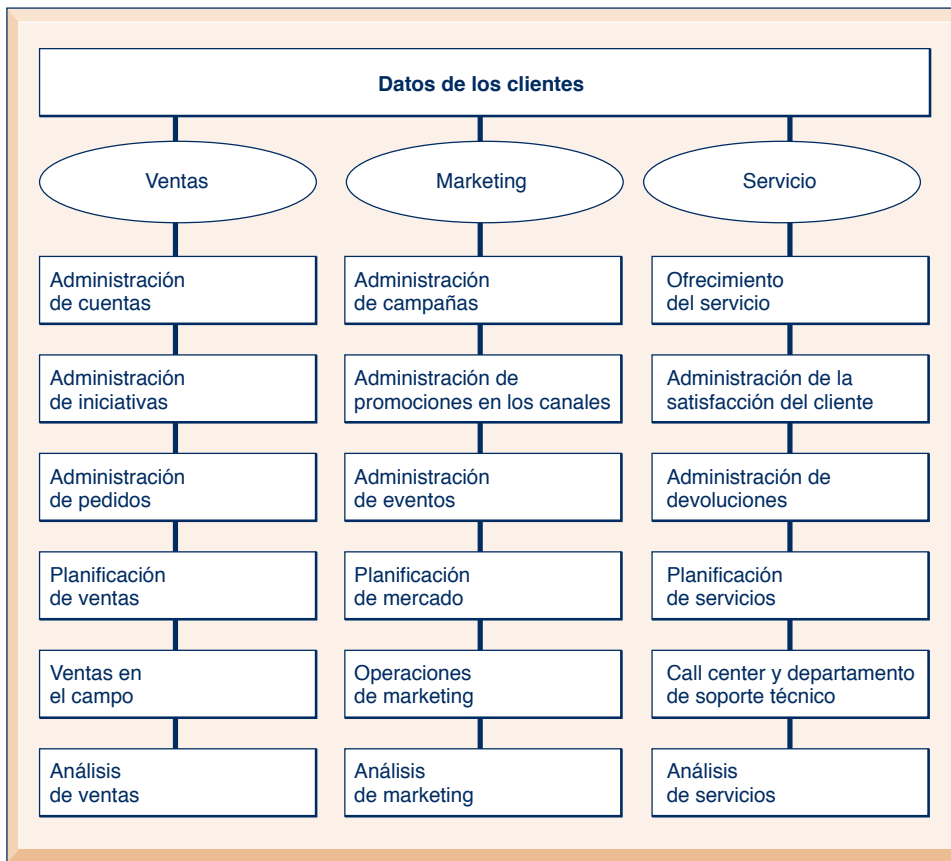 Datos de los clientes
Ventas
Marketing
Servicio
Administración
de cuentas
Administración
de campañas
Ofrecimiento
del servicio
Administración
de iniciativas
Administración de
promociones en los canales
Administración de la
satisfacción del cliente
Administración
de pedidos
Administración
de eventos
Administración de
devoluciones
Planificación
de ventas
Planificación
de mercado
Planificación
de servicios
Ventas en
el campo
Operaciones
de marketing
Call center y departamento
de soporte técnico
Análisis
de ventas
Análisis
de marketing
Análisis
de servicios